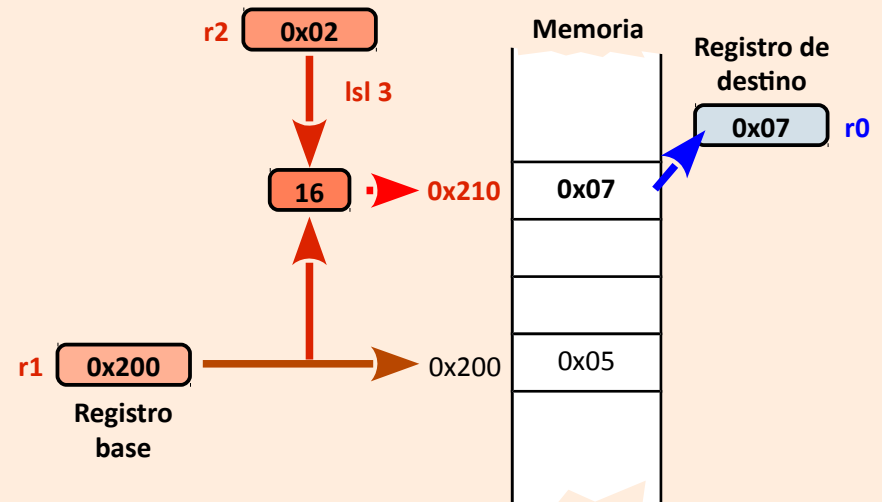 r2 0x02
Memoria
Registro de
destino
lsl 3
0x07 r0
16
0x210
0x07
r1 0x200
0x200
0x05
Registro
base